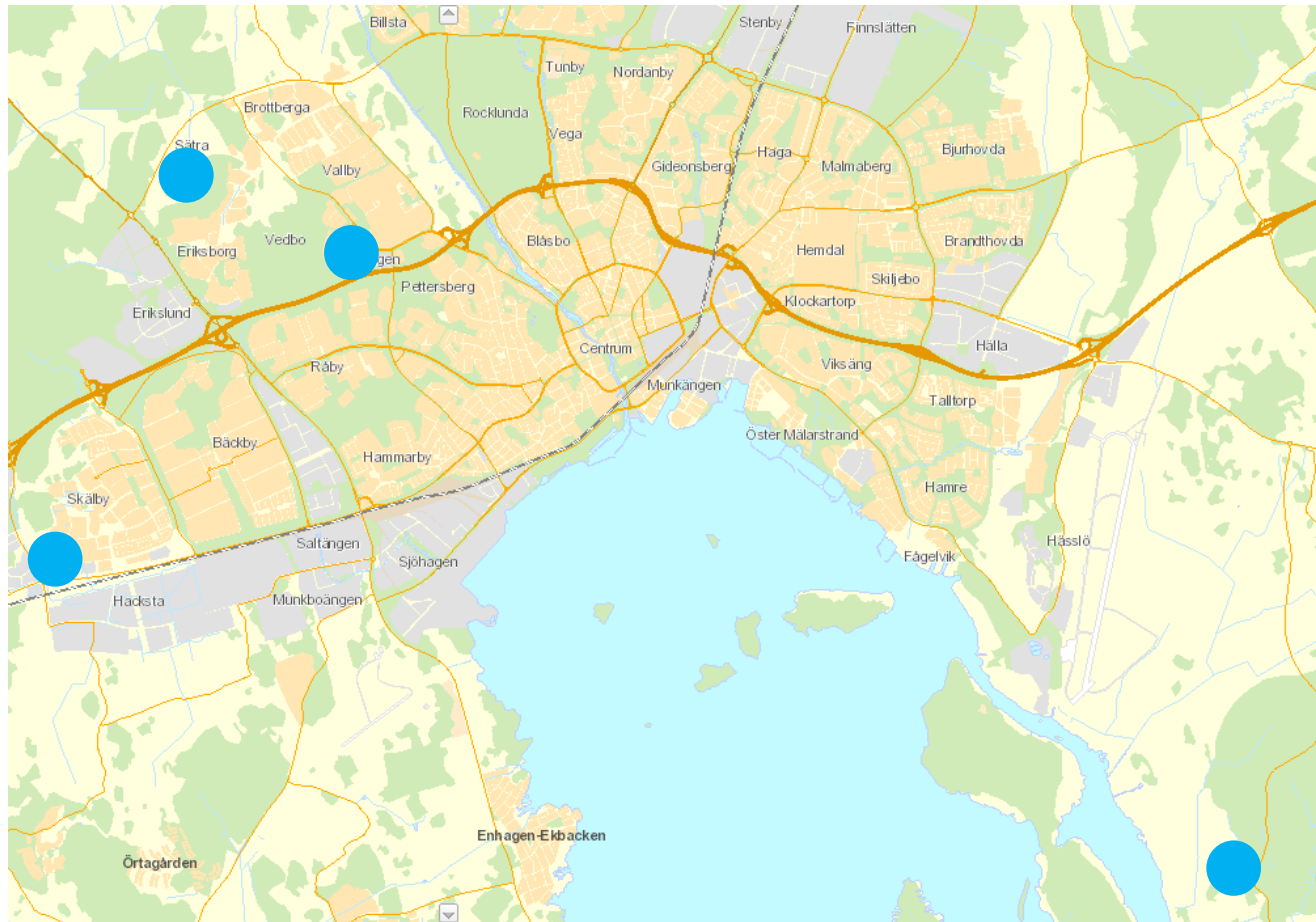 Billsta
Stenby
Finnslätten
Tunby
Nordanby
Brottberga
Rocklunda
Vega
Sätra
Vallby
Gideonsberg
Haga
Malmaberg
Bjurhovda
Eriksborg
Vedbo
Blåsbo
Hemdal
Brandthovda
gen
Pettersberg
Skiljebo
Erikslund
Klockartorp
Centrum
Hälla
Råby
Viksäng
Munkängen
Talltorp
Bäckby
Hammarby
Öster Mälarstrand
Skälby
Hamre
Saltängen
Sjöhagen
Fågelvik
Hässlö
Hacksta
Munkboängen
Enhagen-Ekbacken
Örtagården